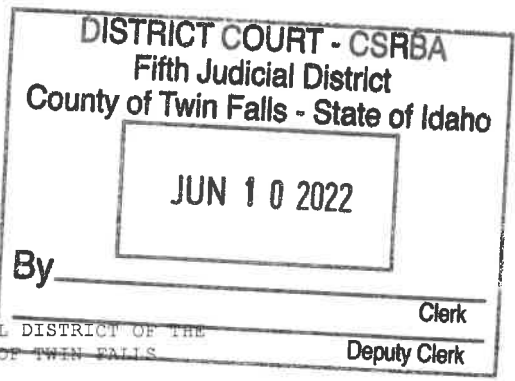 DISTRICT COURT - CSRBA
Fifth Judicial District
County of Twin Falls - State of Idaho
JUN 10 2022
By
Clerk
L DISTRICT OF THE
OF TWIN FALLS
Deputy Clerk